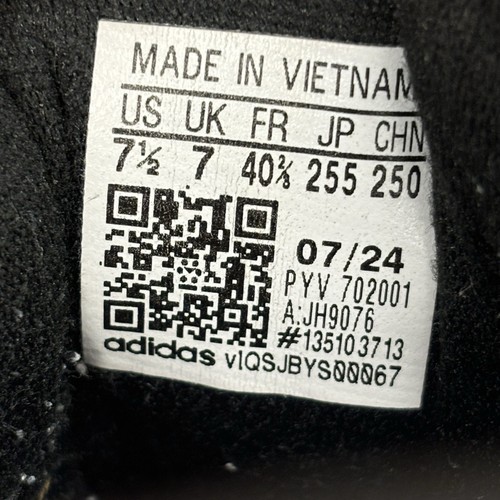 MADE IN VIETNAM
US UK FR JP CHN
7½ 7 40⅔ 255 250
07/24
PYV 702001
A:JH9076
#135103713
adidas v1QSJBYS00067